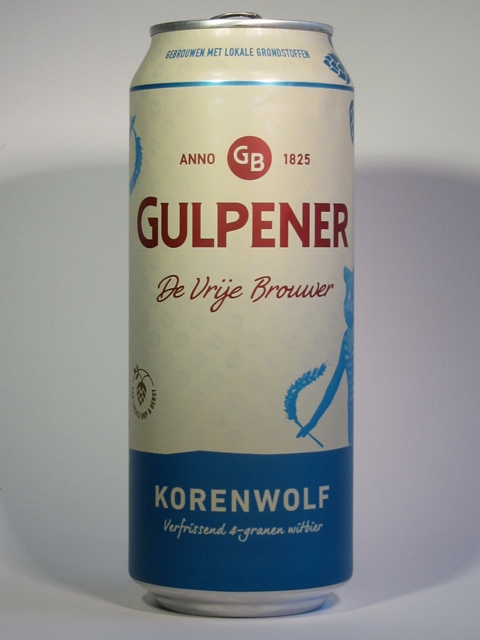 GEBROUWEN MET LOKALE GRONDSTOFFEN
ANNO GB 1825
GULPENER
De Vrije Brouwer
KORENWOLF
Verfrissend 4-granen witbier